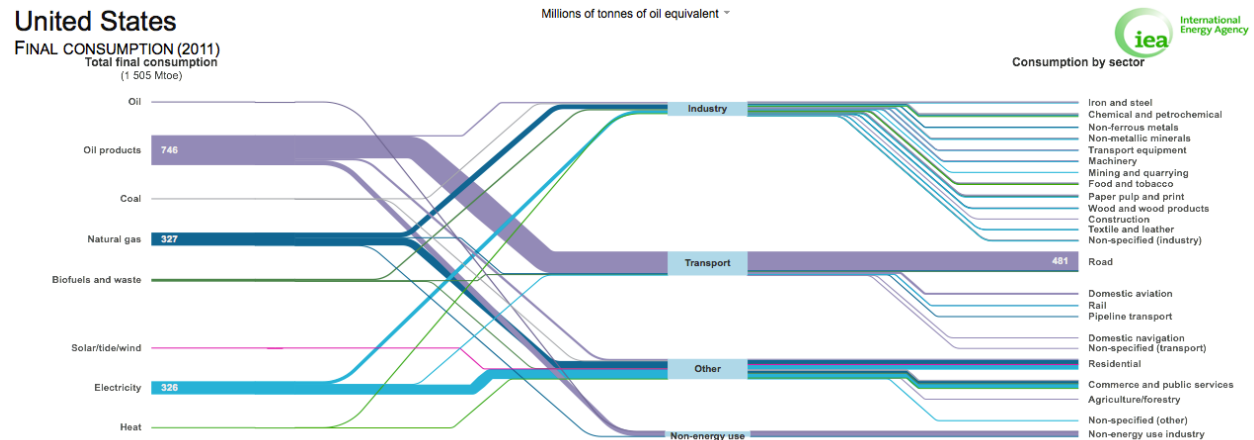 United States
FINAL CONSUMPTION (2011)
Millions of tonnes of oil equivalent
iea
International
Energy Agency
Total final consumption
(1 505 Mtoe)
Consumption by sector
Oil
Oil products
746
Coal
Natural gas
327
Biofuels and waste
Solar/tide/wind
Electricity
326
Heat
Industry
Transport
Other
Non-energy use
Iron and steel
Chemical and petrochemical
Non-ferrous metals
Non-metallic minerals
Transport equipment
Machinery
Mining and quarrying
Food and tobacco
Paper pulp and print
Wood and wood products
Construction
Textile and leather
Non-specified (industry)
481
Road
Domestic aviation
Rail
Pipeline transport
Domestic navigation
Non-specified (transport)
Residential
Commerce and public services
Agriculture/forestry
Non-specified (other)
Non-energy use industry